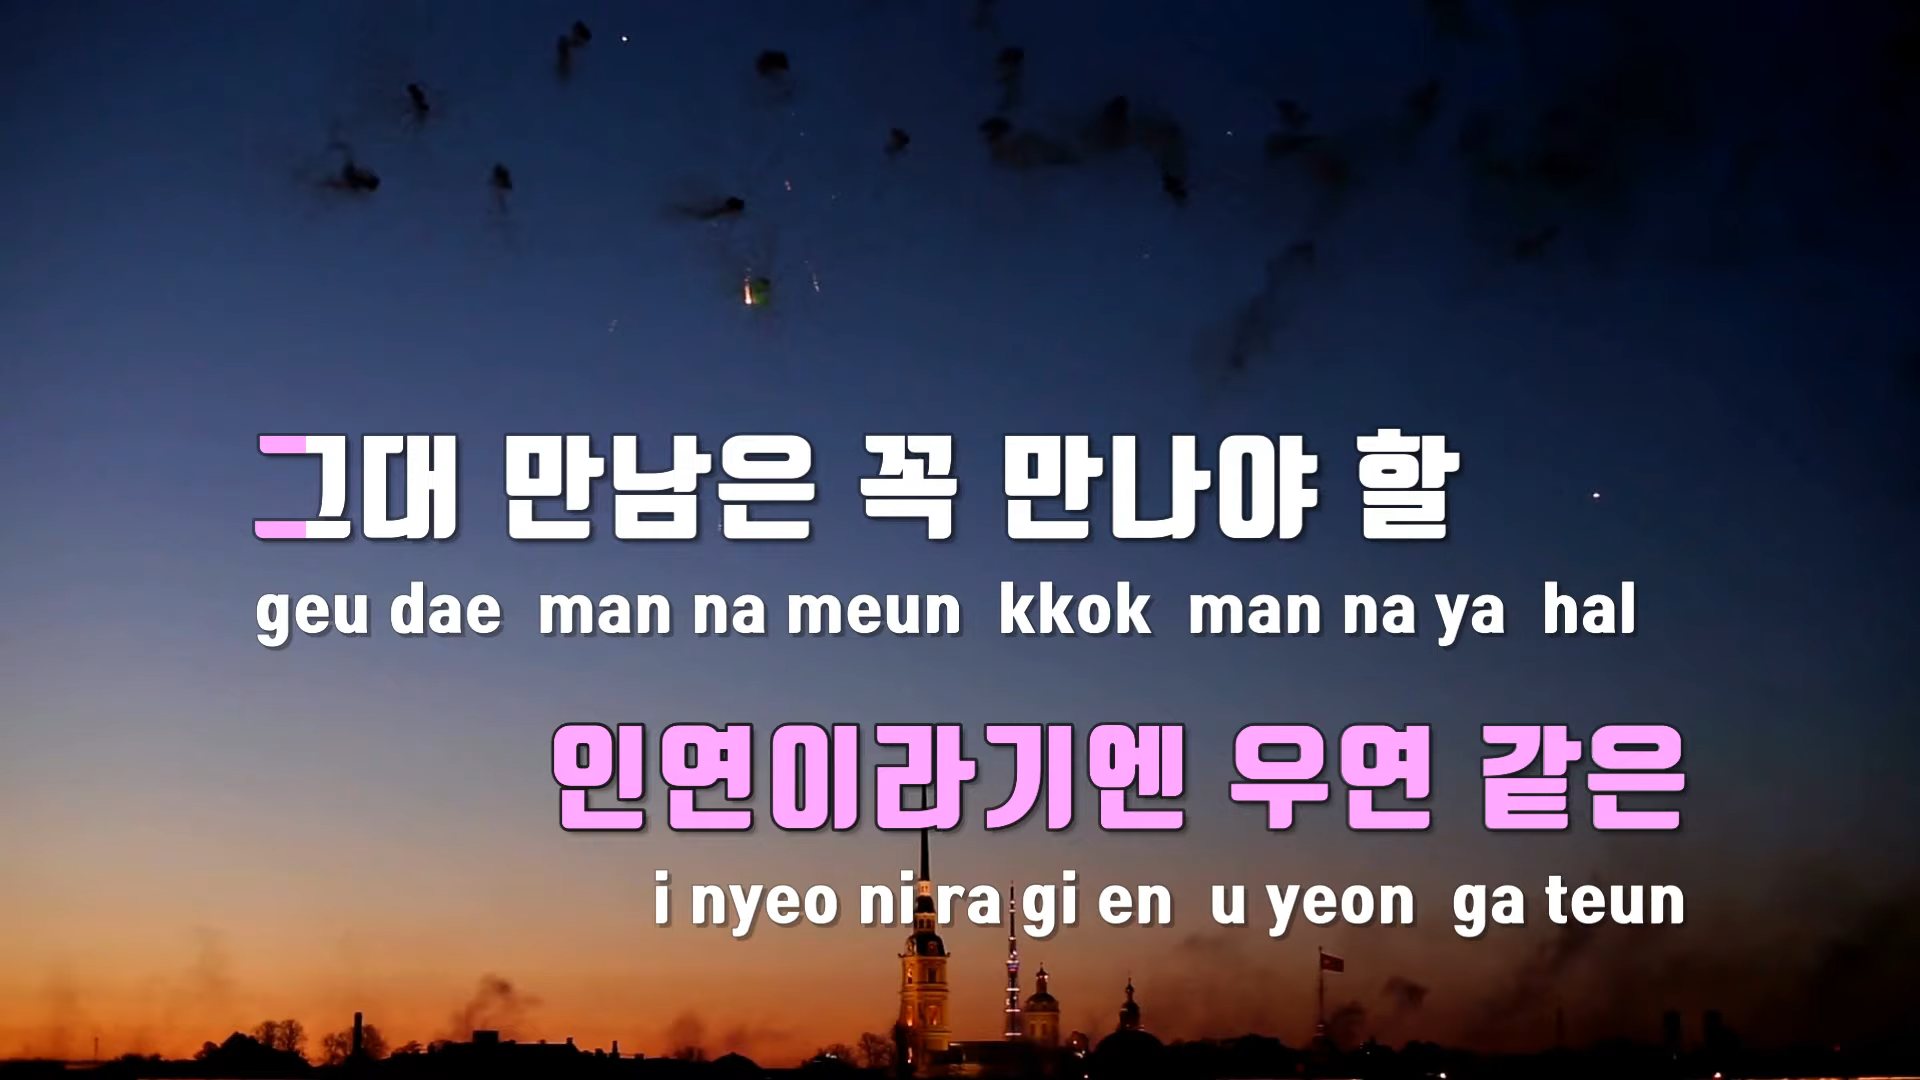 그대 만남은 꼭 만나야 할
geu dae man na meun kkok man na ya hal
인연이라기엔 우연 같은
i nyeo ni ra gi en u yeon ga teun